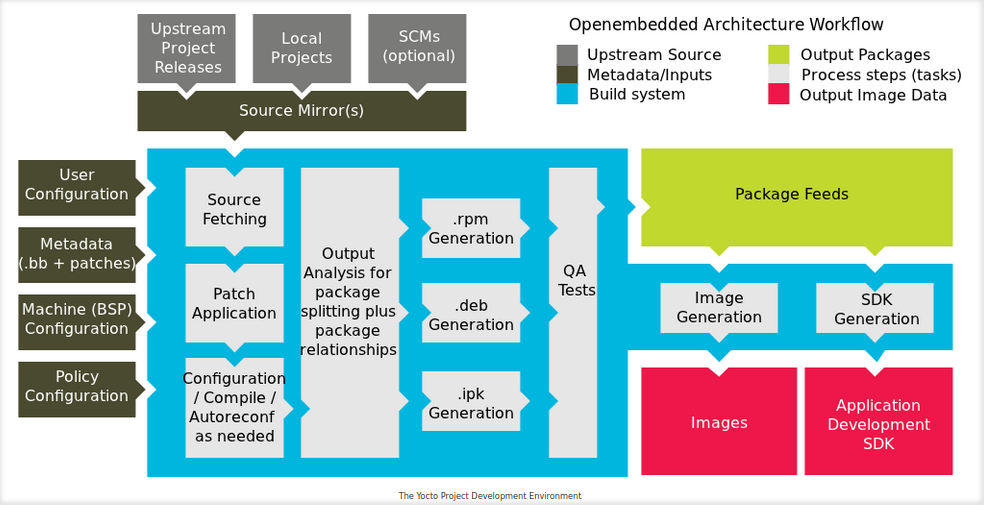 Openembedded Architecture Workflow
Upstream Source
Metadata/Inputs
Build system
Output Packages
Process steps (tasks)
Output Image Data
Upstream
Project
Releases
Local
Projects
SCMs
(optional)
Source Mirror(s)
User
Configuration
Metadata
(.bb + patches)
Machine (BSP)
Configuration
Policy
Configuration
Source
Fetching
Patch
Application
Configuration
/ Compile /
Autoreconf
as needed
Output
Analysis for
package
splitting plus
package
relationships
.rpm
Generation
.deb
Generation
.ipk
Generation
QA
Tests
Package Feeds
Image
Generation
SDK
Generation
Images
Application
Development
SDK
The Yocto Project Development Environment